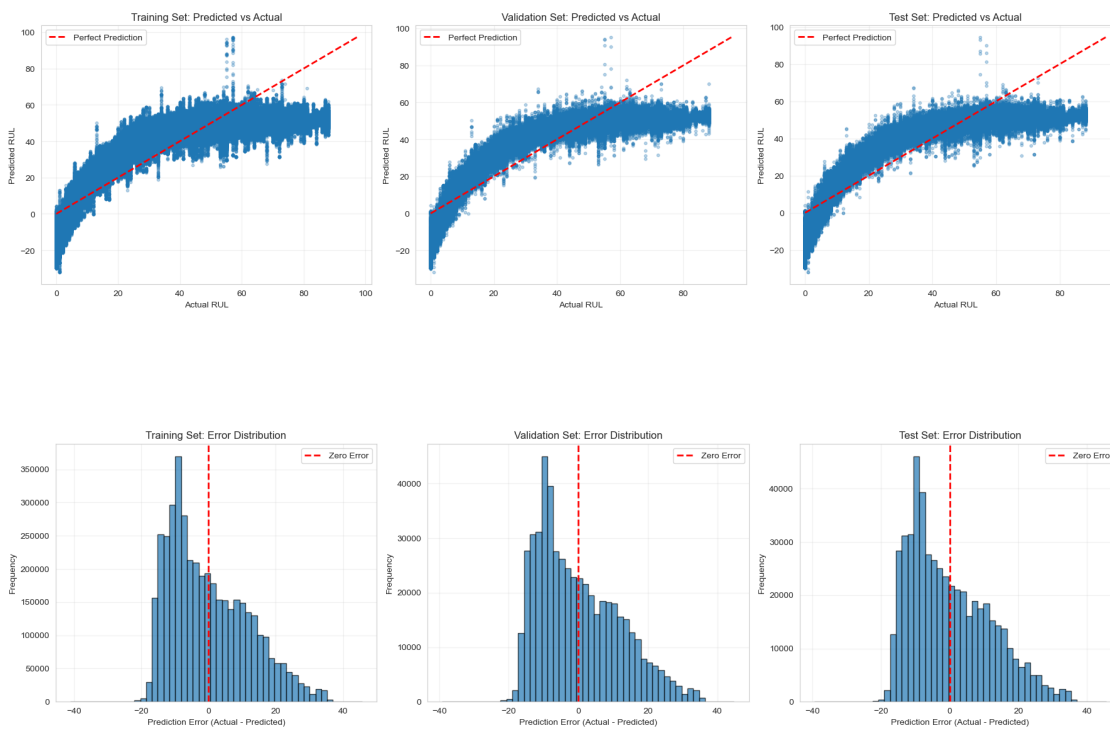 Training Set: Predicted vs Actual
Perfect Prediction
100
80
60
40
20
0
−20
Predicted RUL
0 20 40 60 80 100
Actual RUL
Validation Set: Predicted vs Actual
Perfect Prediction
100
80
60
40
20
0
−20
Predicted RUL
0 20 40 60 80
Actual RUL
Test Set: Predicted vs Actual
Perfect Prediction
100
80
60
40
20
0
−20
Predicted RUL
0 20 40 60 80
Actual RUL
Training Set: Error Distribution
Zero Error
350000
300000
250000
200000
150000
100000
50000
0
Frequency
−40 −20 0 20 40
Prediction Error (Actual - Predicted)
Validation Set: Error Distribution
Zero Error
40000
30000
20000
10000
0
Frequency
−40 −20 0 20 40
Prediction Error (Actual - Predicted)
Test Set: Error Distribution
Zero Error
40000
30000
20000
10000
0
Frequency
−40 −20 0 20 40
Prediction Error (Actual - Predicted)